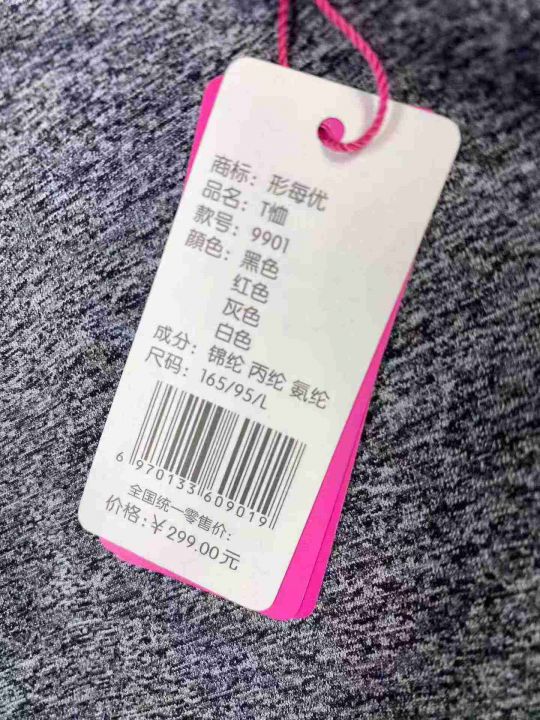 商标：形每优
品名：T恤
款号：9901
顔色：黑色
红色
灰色
白色
成分：锦纶 丙纶 氨纶
尺码：165/95/L
6 970133 609019
全国统一零售价：
价格：￥299.00元